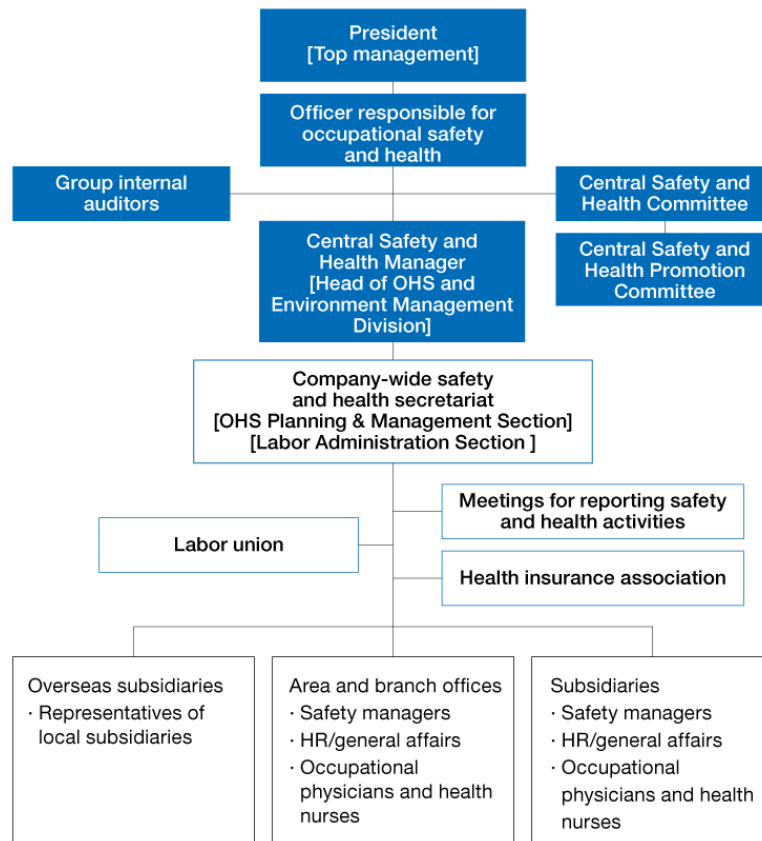 President
[Top management]
Officer responsible for
occupational safety
and health
Group internal
auditors
Central Safety and
Health Committee
Central Safety and
Health Manager
[Head of OHS and
Environment Management
Division]
Central Safety and
Health Promotion
Committee
Company-wide safety
and health secretariat
[OHS Planning & Management Section]
[Labor Administration Section ]
Meetings for reporting safety
and health activities
Labor union
Health insurance association
Overseas subsidiaries
· Representatives of
local subsidiaries
Area and branch offices
· Safety managers
· HR/general affairs
· Occupational
physicians and health
nurses
Subsidiaries
· Safety managers
· HR/general affairs
· Occupational
physicians and health
nurses